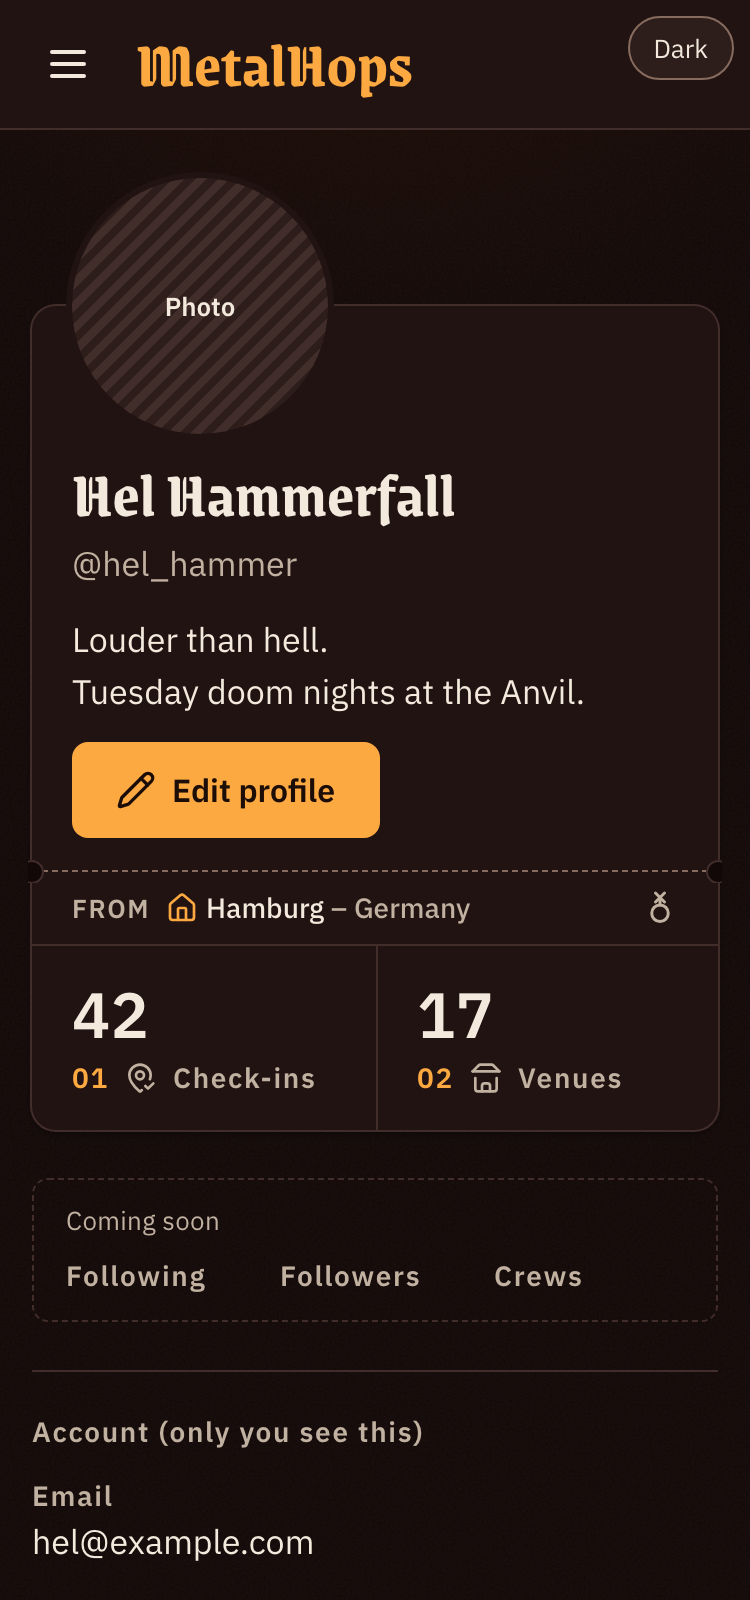 MetalHops
Dark
Photo
Hel Hammerfall
@hel_hammer
Louder than hell.
Tuesday doom nights at the Anvil.
Edit profile
FROM Hamburg – Germany
42
01 Check-ins
17
02 Venues
Coming soon
Following Followers Crews
Account (only you see this)
Email
hel@example.com